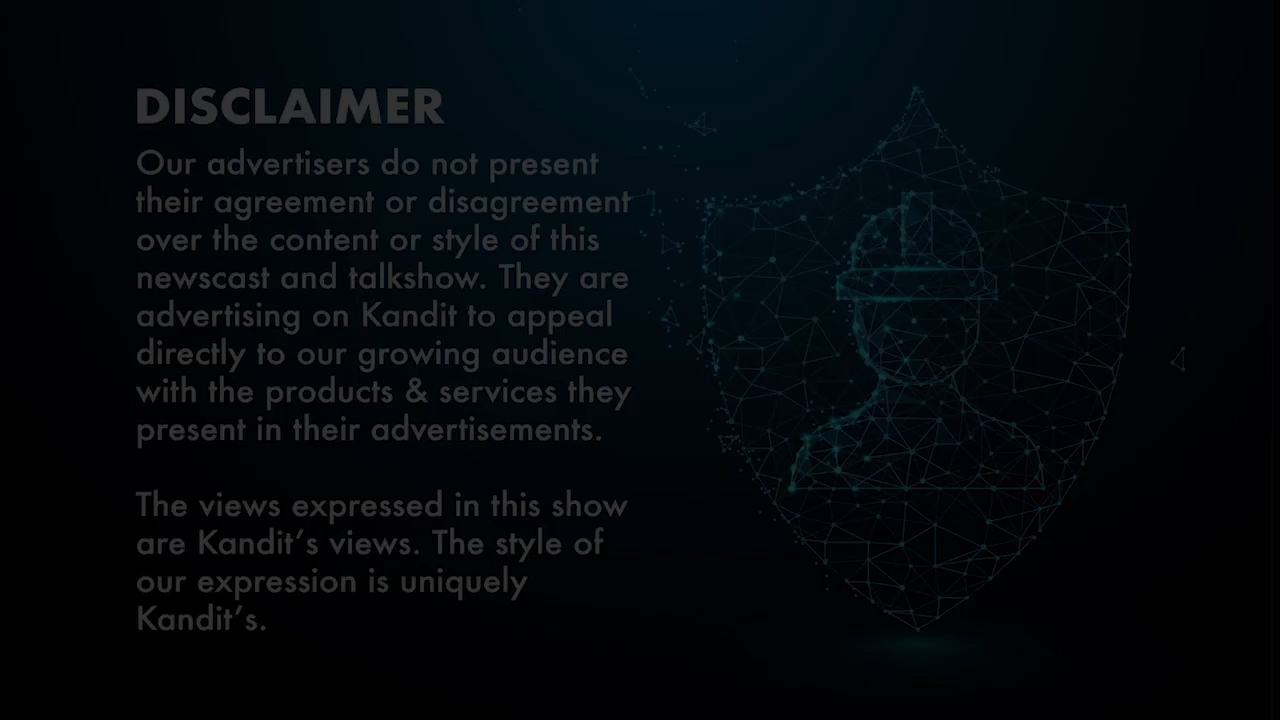 DISCLAIMER
Our advertisers do not present
their agreement or disagreement
over the content or style of this
newscast and talkshow. They are
advertising on Kandit to appeal
directly to our growing audience
with the products & services they
present in their advertisements.
The views expressed in this show
are Kandit’s views. The style of
our expression is uniquely
Kandit’s.